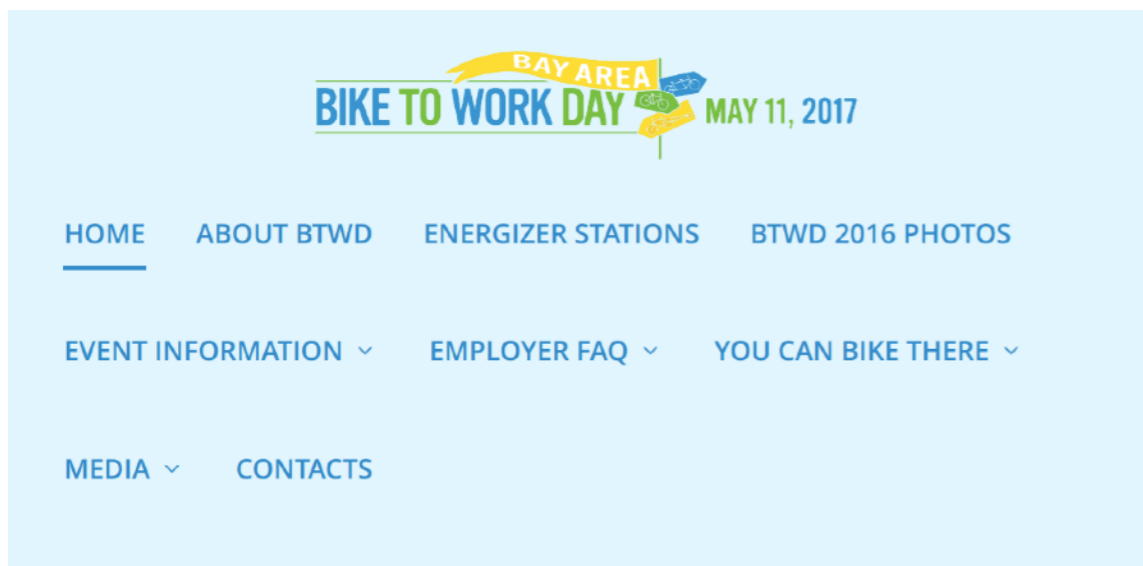 BAY AREA
BIKE TO WORK DAY MAY 11, 2017
HOME ABOUT BTWD ENERGIZER STATIONS BTWD 2016 PHOTOS
EVENT INFORMATION EMPLOYER FAQ YOU CAN BIKE THERE
MEDIA CONTACTS